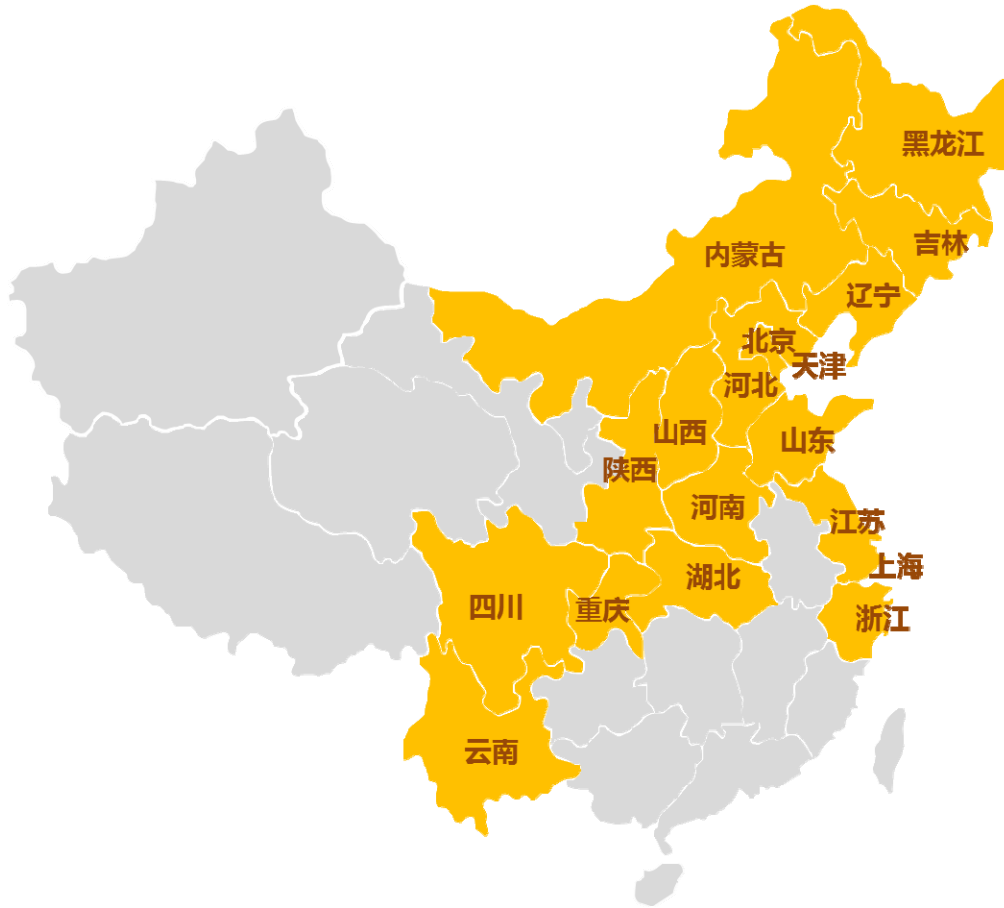 黑龙江
吉林
内蒙古
辽宁
北京
天津
河北
山西
山东
陕西
河南
江苏
上海
湖北
四川
重庆
浙江
云南